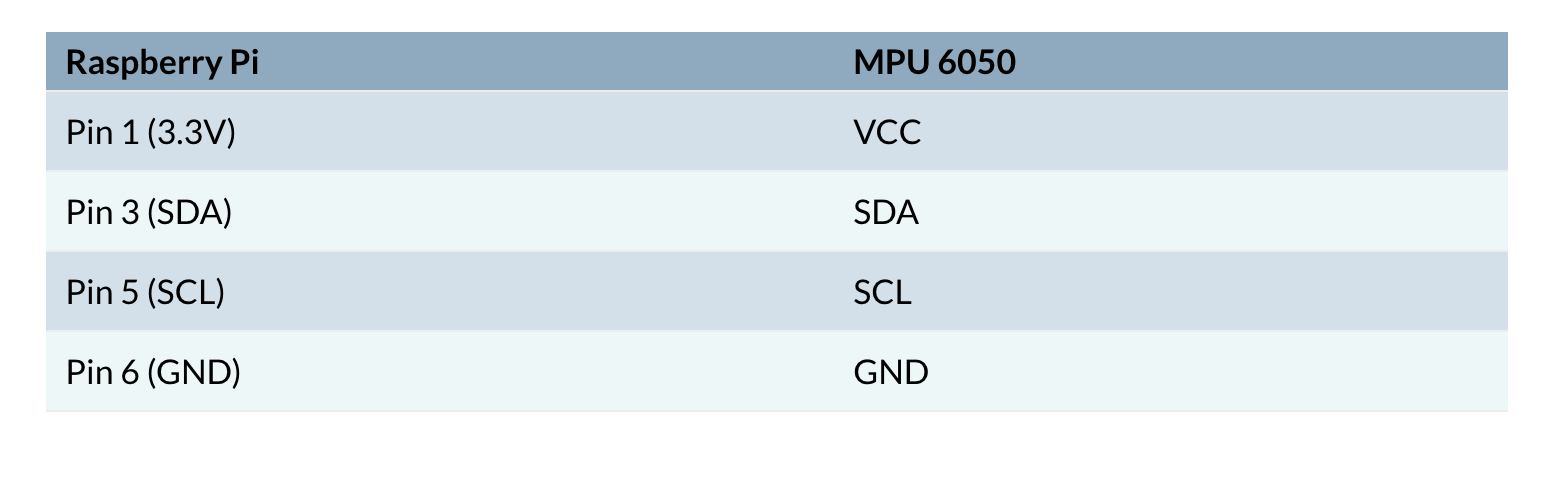 Raspberry Pi MPU 6050
Pin 1 (3.3V) VCC
Pin 3 (SDA) SDA
Pin 5 (SCL) SCL
Pin 6 (GND) GND